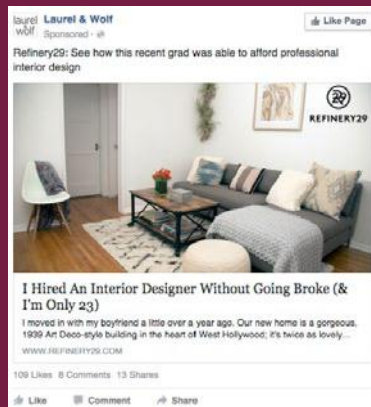 laurel
&
wolf
Laurel & Wolf
Sponsored ·
Like Page
Refinery29: See how this recent grad was able to afford professional
interior design
29
REFINERY29
I Hired An Interior Designer Without Going Broke (&
I'm Only 23)
I moved in with my boyfriend a little over a year ago. Our new home is a gorgeous,
1939 Art Deco-style building in the heart of West Hollywood; it's twice as lovely...
WWW.REFINERY29.COM
109 Likes 8 Comments 13 Shares
Like Comment Share